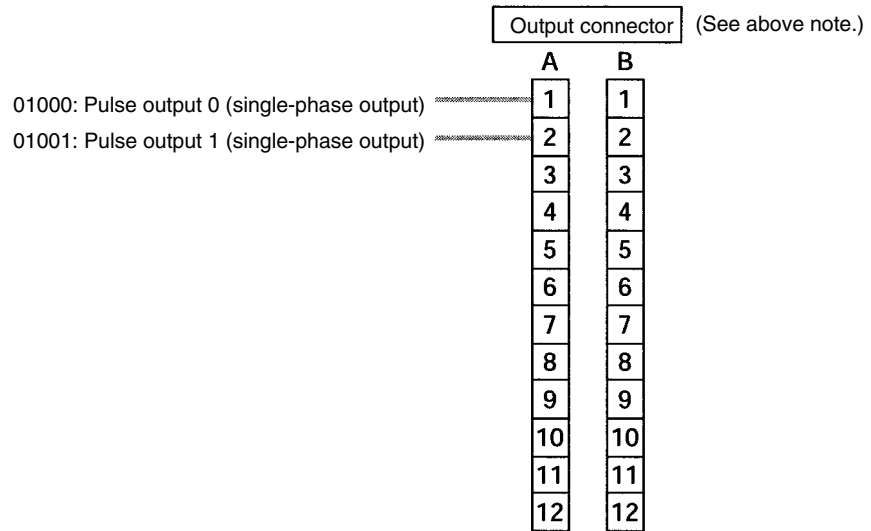 Output connector (See above note.)
A B
01000: Pulse output 0 (single-phase output) 1 1
01001: Pulse output 1 (single-phase output) 2 2
3 3
4 4
5 5
6 6
7 7
8 8
9 9
10 10
11 11
12 12